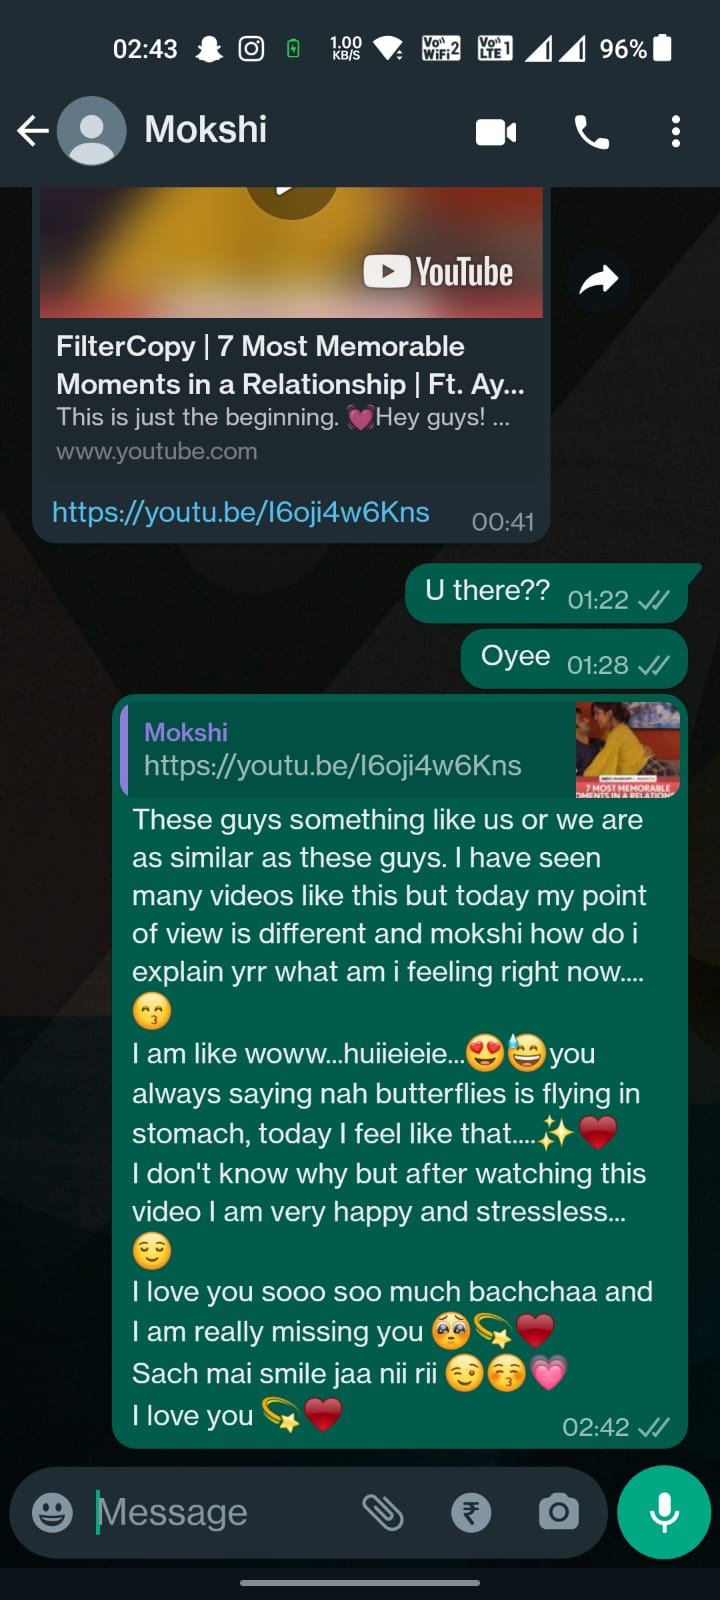 02:43 1.00 KB/S Vo WiFi 2 Vo LTE 1 96%
Mokshi
YouTube
FilterCopy | 7 Most Memorable
Moments in a Relationship | Ft. Ay...
This is just the beginning. 💓Hey guys! ...
www.youtube.com
https://youtu.be/I6oji4w6Kns
00:41
U there?? 01:22
Oyee 01:28
Mokshi
https://youtu.be/I6oji4w6Kns
7 MOST MEMORABLE
MOMENTS IN A RELATIONS
These guys something like us or we are
as similar as these guys. I have seen
many videos like this but today my point
of view is different and mokshi how do i
explain yrr what am i feeling right now....
😙
I am like woww...huiieieie...😍😅you
always saying nah butterflies is flying in
stomach, today I feel like that....✨♥️
I don't know why but after watching this
video I am very happy and stressless...
😌
I love you sooo soo much bachchaa and
I am really missing you 🥺💫♥️
Sach mai smile jaa nii rii 😉😚💗
I love you 💫♥️
02:42
Message